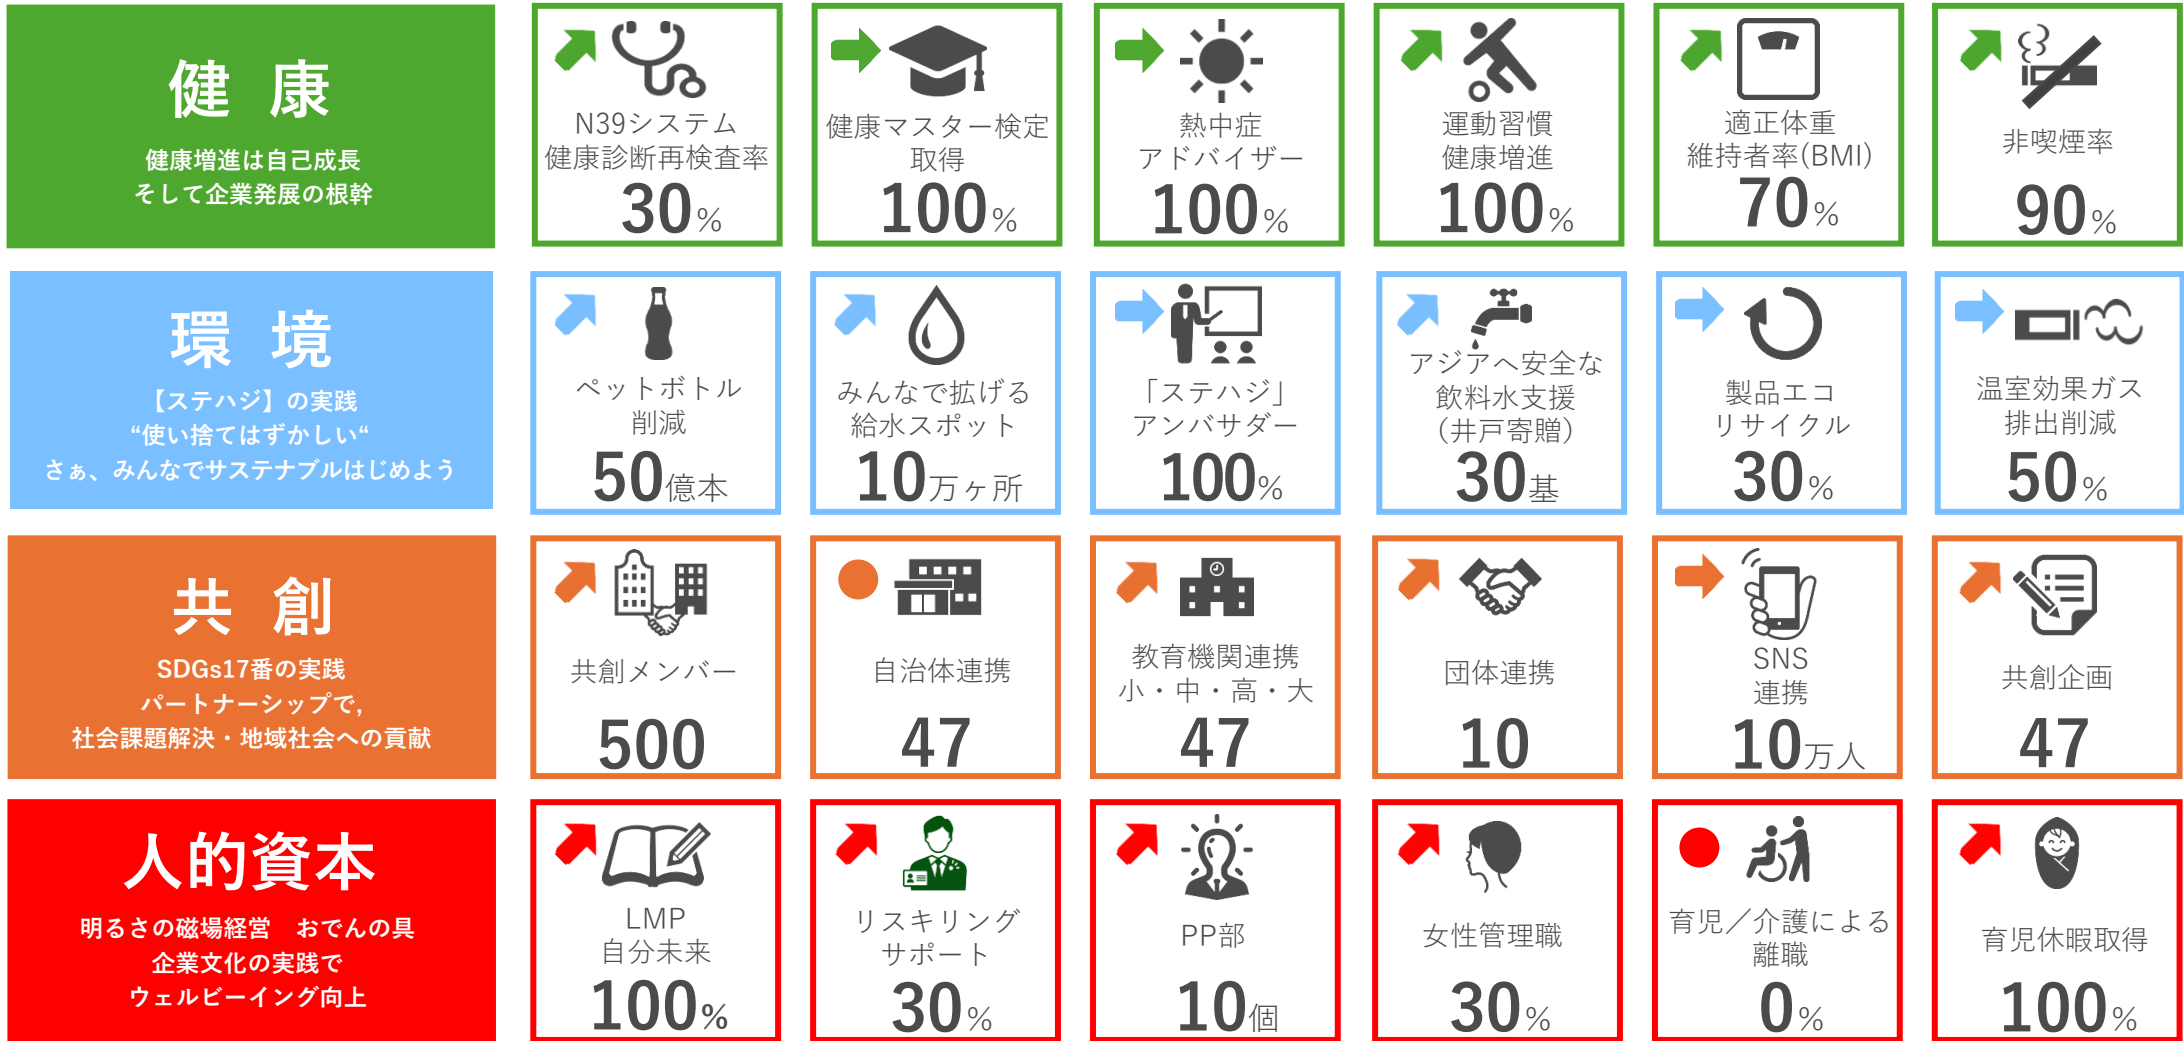 健 康
健康増進は自己成長
そして企業発展の根幹
N39システム
健康診断再検査率
30%
健康マスター検定
取得
100%
熱中症
アドバイザー
100%
運動習慣
健康増進
100%
適正体重
維持者率(BMI)
70%
非喫煙率
90%
環 境
【ステハジ】の実践
“使い捨てはずかしい“
さぁ、みんなでサステナブルはじめよう
ペットボトル
削減
50億本
みんなで拡げる
給水スポット
10万ヶ所
「ステハジ」
アンバサダー
100%
アジアへ安全な
飲料水支援
（井戸寄贈）
30基
製品エコ
リサイクル
30%
温室効果ガス
排出削減
50%
共 創
SDGs17番の実践
パートナーシップで,
社会課題解決・地域社会への貢献
共創メンバー
500
自治体連携
47
教育機関連携
小・中・高・大
47
団体連携
10
SNS
連携
10万人
共創企画
47
人的資本
明るさの磁場経営　おでんの具
企業文化の実践で
ウェルビーイング向上
LMP
自分未来
100%
リスキリング
サポート
30%
PP部
10個
女性管理職
30%
育児／介護による
離職
0%
育児休暇取得
100%